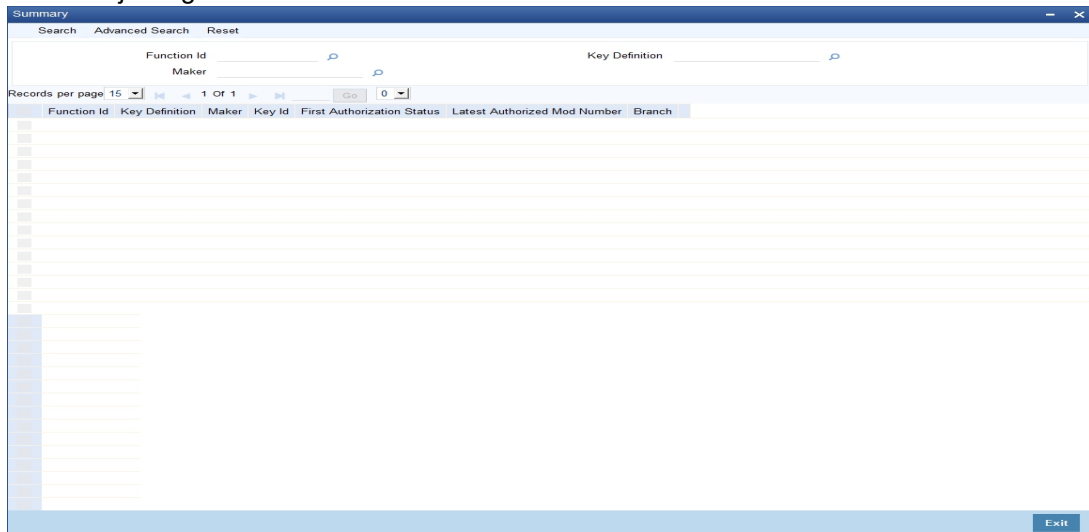 Summary
Search Advanced Search Reset
Function Id Key Definition
Maker
Records per page 15 1 Of 1 Go 0
Function Id Key Definition Maker Key Id First Authorization Status Latest Authorized Mod Number Branch
Exit